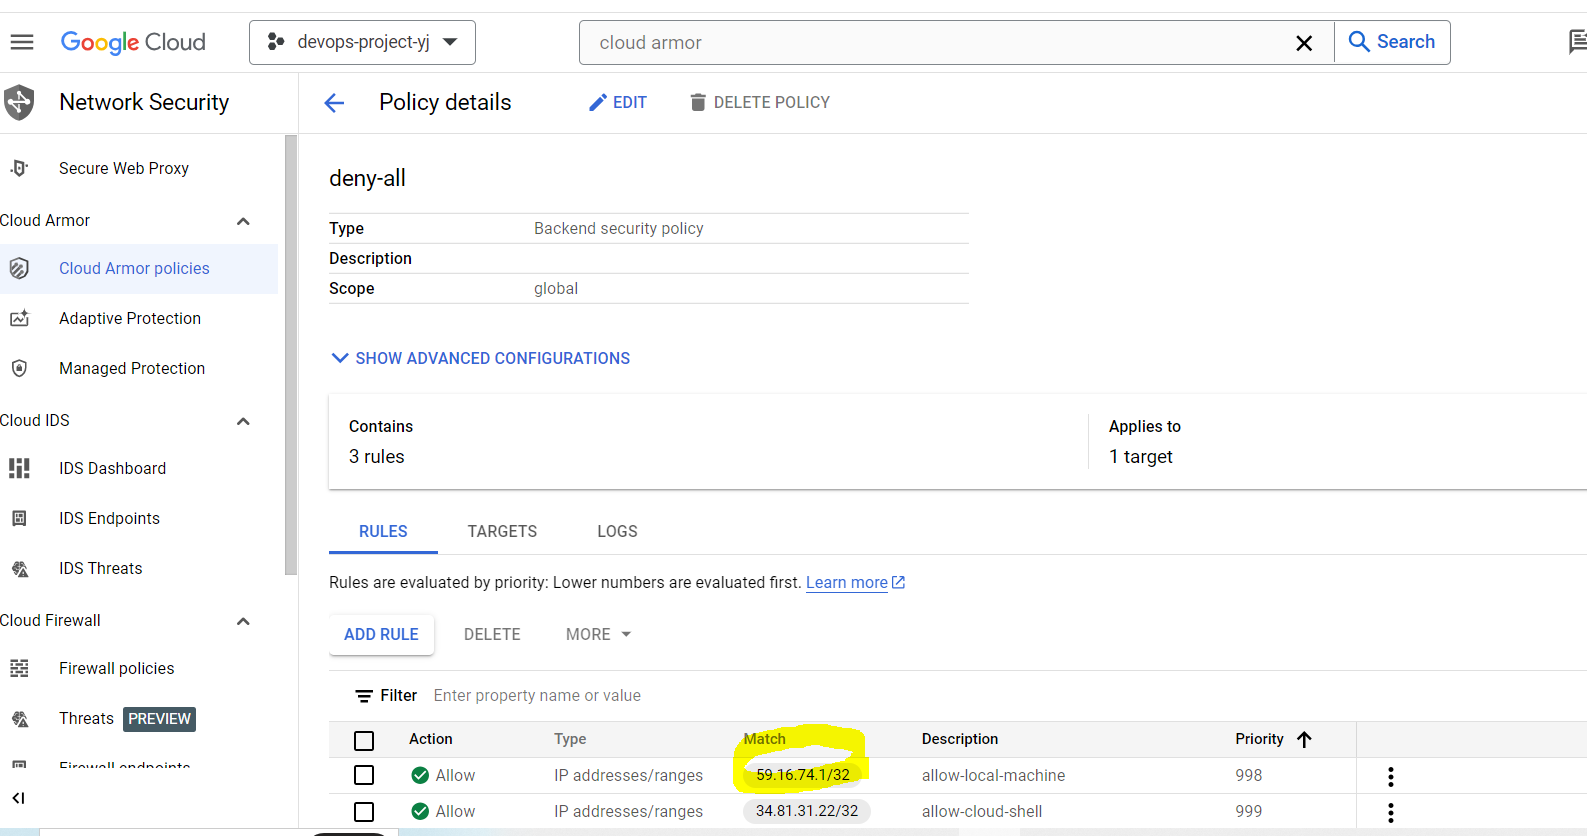 Google Cloud
devops-project-yj
cloud armor
Search
Network Security
Policy details
EDIT
DELETE POLICY
Secure Web Proxy
Cloud Armor
Cloud Armor policies
Adaptive Protection
Managed Protection
Cloud IDS
IDS Dashboard
IDS Endpoints
IDS Threats
Cloud Firewall
Firewall policies
Threats PREVIEW
Firewall endpoints
deny-all
Type Backend security policy
Description
Scope global
SHOW ADVANCED CONFIGURATIONS
Contains
3 rules
Applies to
1 target
RULES TARGETS LOGS
Rules are evaluated by priority: Lower numbers are evaluated first. Learn more
ADD RULE DELETE MORE
Filter Enter property name or value
Action Type Match Description Priority
Allow IP addresses/ranges 59.16.74.1/32 allow-local-machine 998
Allow IP addresses/ranges 34.81.31.22/32 allow-cloud-shell 999